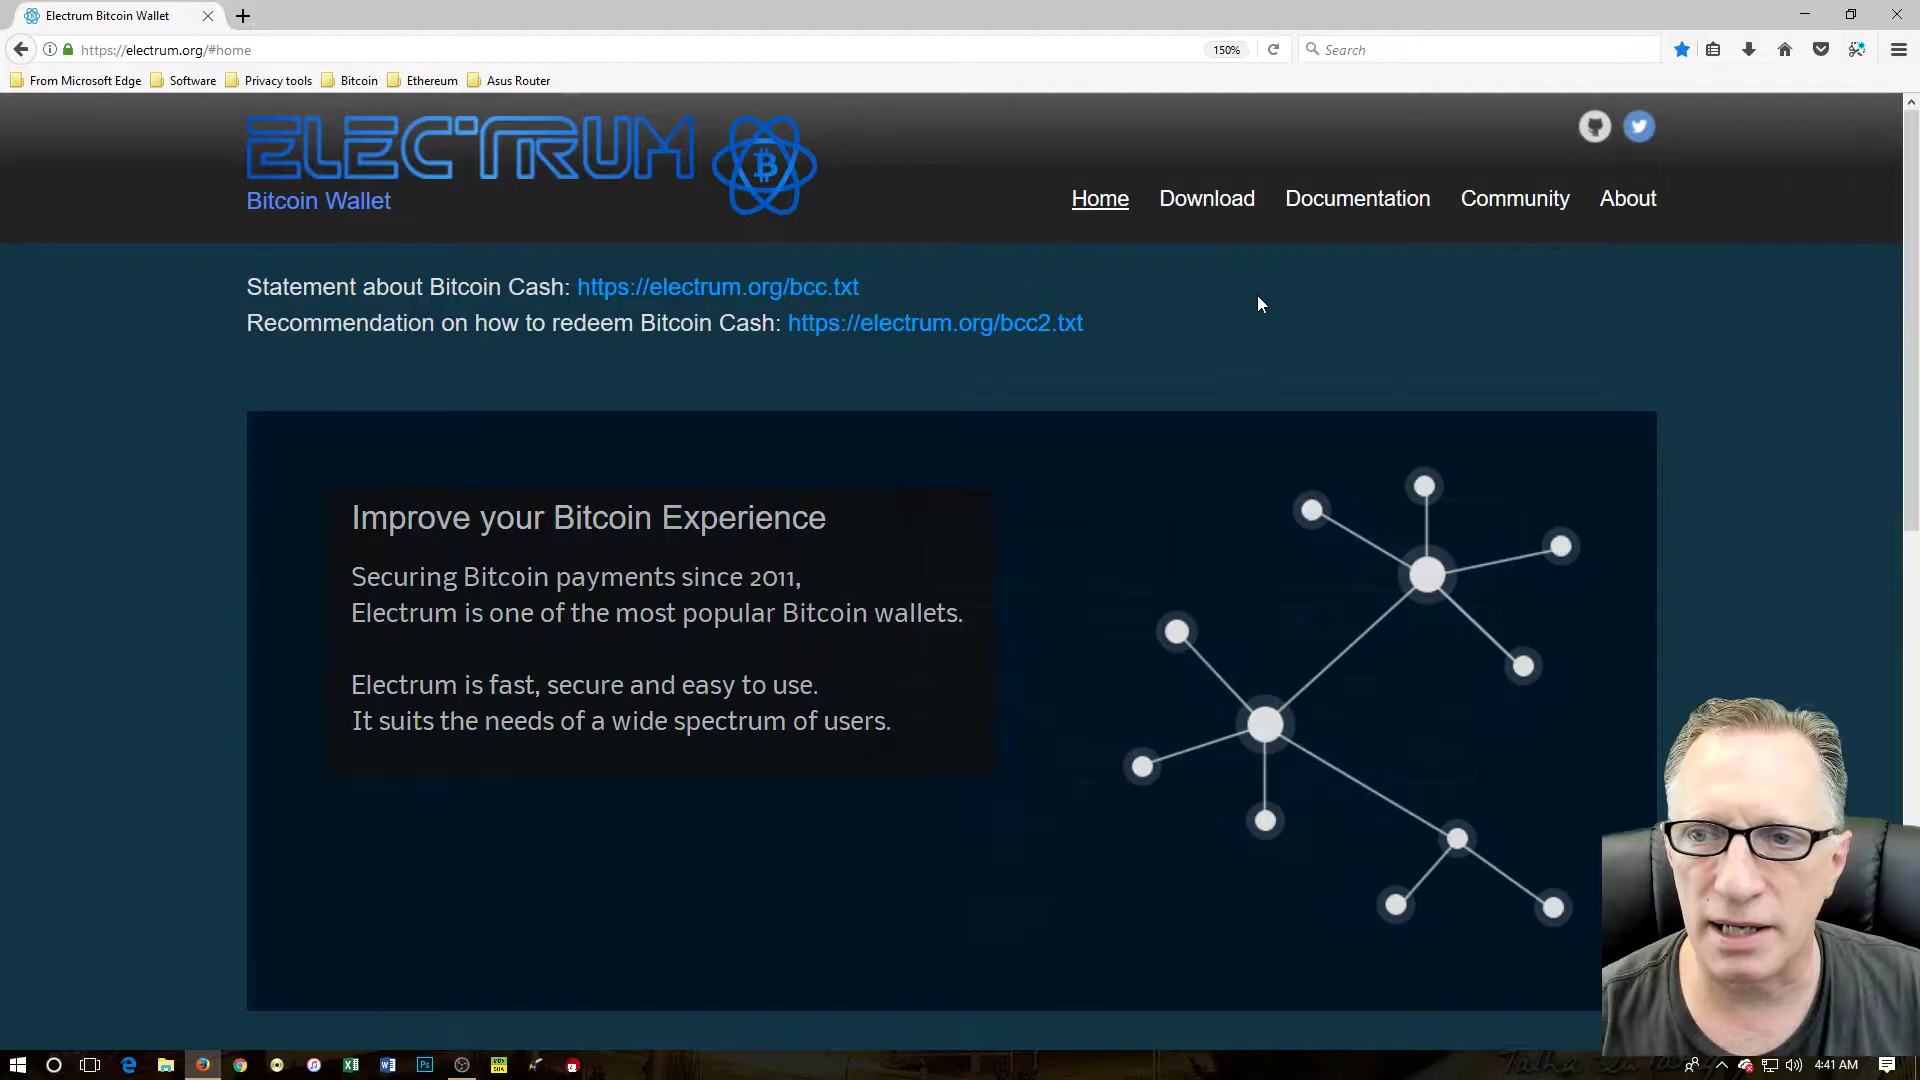 Electrum Bitcoin Wallet
https://electrum.org/#home
150%
Search
From Microsoft Edge
Software
Privacy tools
Bitcoin
Ethereum
Asus Router
ELECTRUM
Bitcoin Wallet
Home
Download
Documentation
Community
About
Statement about Bitcoin Cash: https://electrum.org/bcc.txt
Recommendation on how to redeem Bitcoin Cash: https://electrum.org/bcc2.txt
Improve your Bitcoin Experience
Securing Bitcoin payments since 2011,
Electrum is one of the most popular Bitcoin wallets.
Electrum is fast, secure and easy to use.
It suits the needs of a wide spectrum of users.
4:41 AM